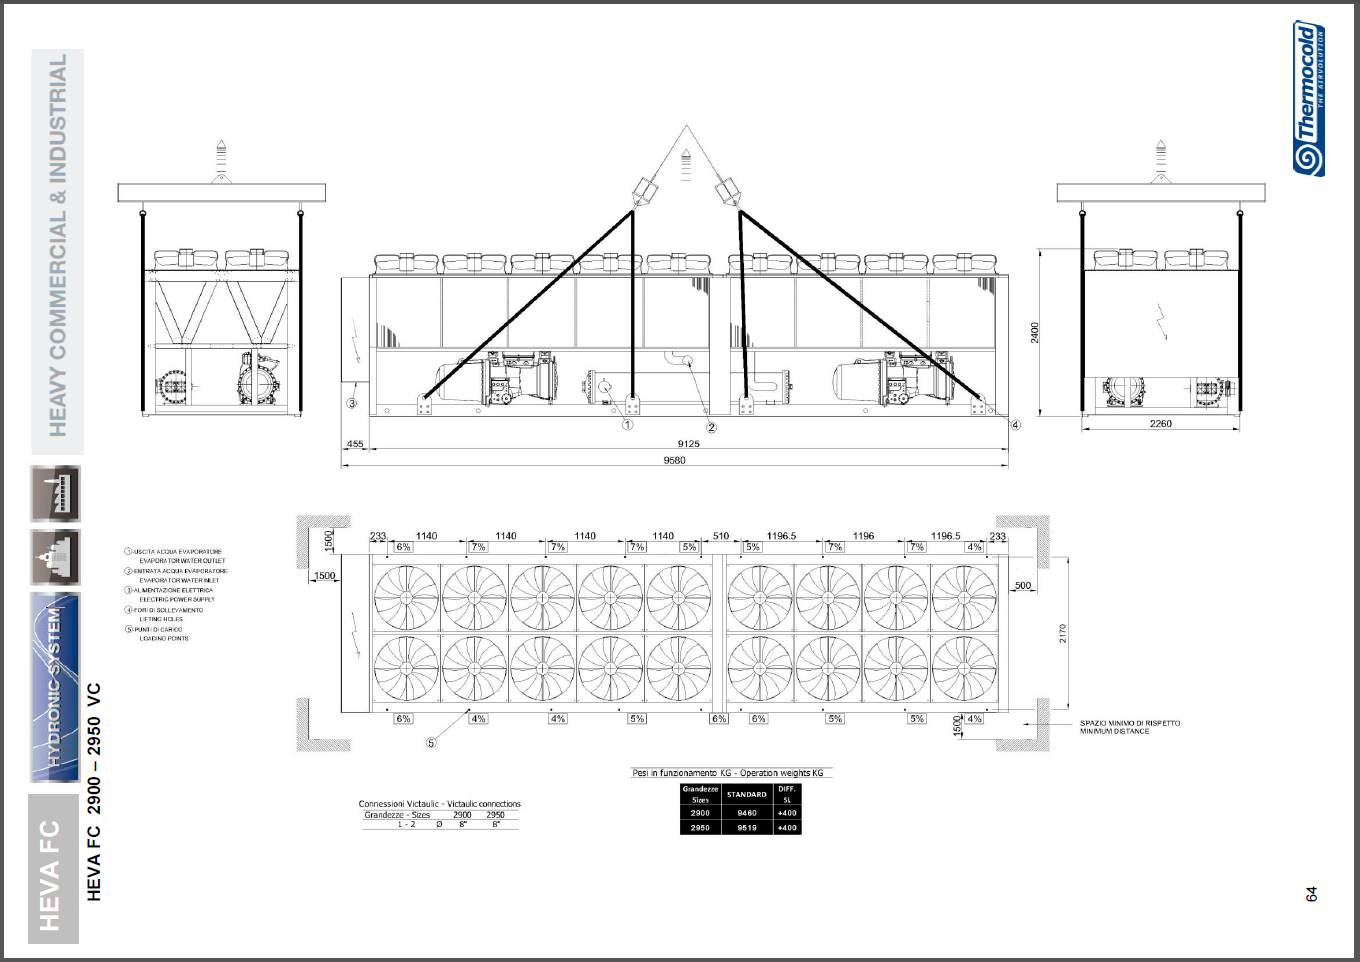 HEAVY COMMERCIAL & INDUSTRIAL
HYDRONIC SYSTEM
HEVA FC
HEVA FC 2900 – 2950 VC
Thermocold
THE AIRVOLUTION
3
1
2
4
455
9125
9580
2400
2260
1500
1500
233
1140
1140
1140
1140
510
1196.5
1196
1196.5
233
6%
7%
7%
7%
5%
5%
7%
7%
4%
500
2170
6%
4%
4%
5%
6%
6%
5%
5%
4%
1500
5
1 -USCITA ACQUA EVAPORATORE
EVAPORATOR WATER OUTLET
2 -ENTRATA ACQUA EVAPORATORE
EVAPORATOR WATER INLET
3 -ALIMENTAZIONE ELETTRICA
ELECTRIC POWER SUPPLY
4 -FORI DI SOLLEVAMENTO
LIFTING HOLES
5 -PUNTI DI CARICO
LOADING POINTS
SPAZIO MINIMO DI RISPETTO
MINIMUM DISTANCE
Pesi in funzionamento KG - Operation weights KG
Grandezze Sizes STANDARD DIFF. SL
2900 9460 +400
2950 9519 +400
Connessioni Victaulic - Victaulic connections
Grandezze - Sizes 2900 2950
1 - 2 Ø 8" 8"
64